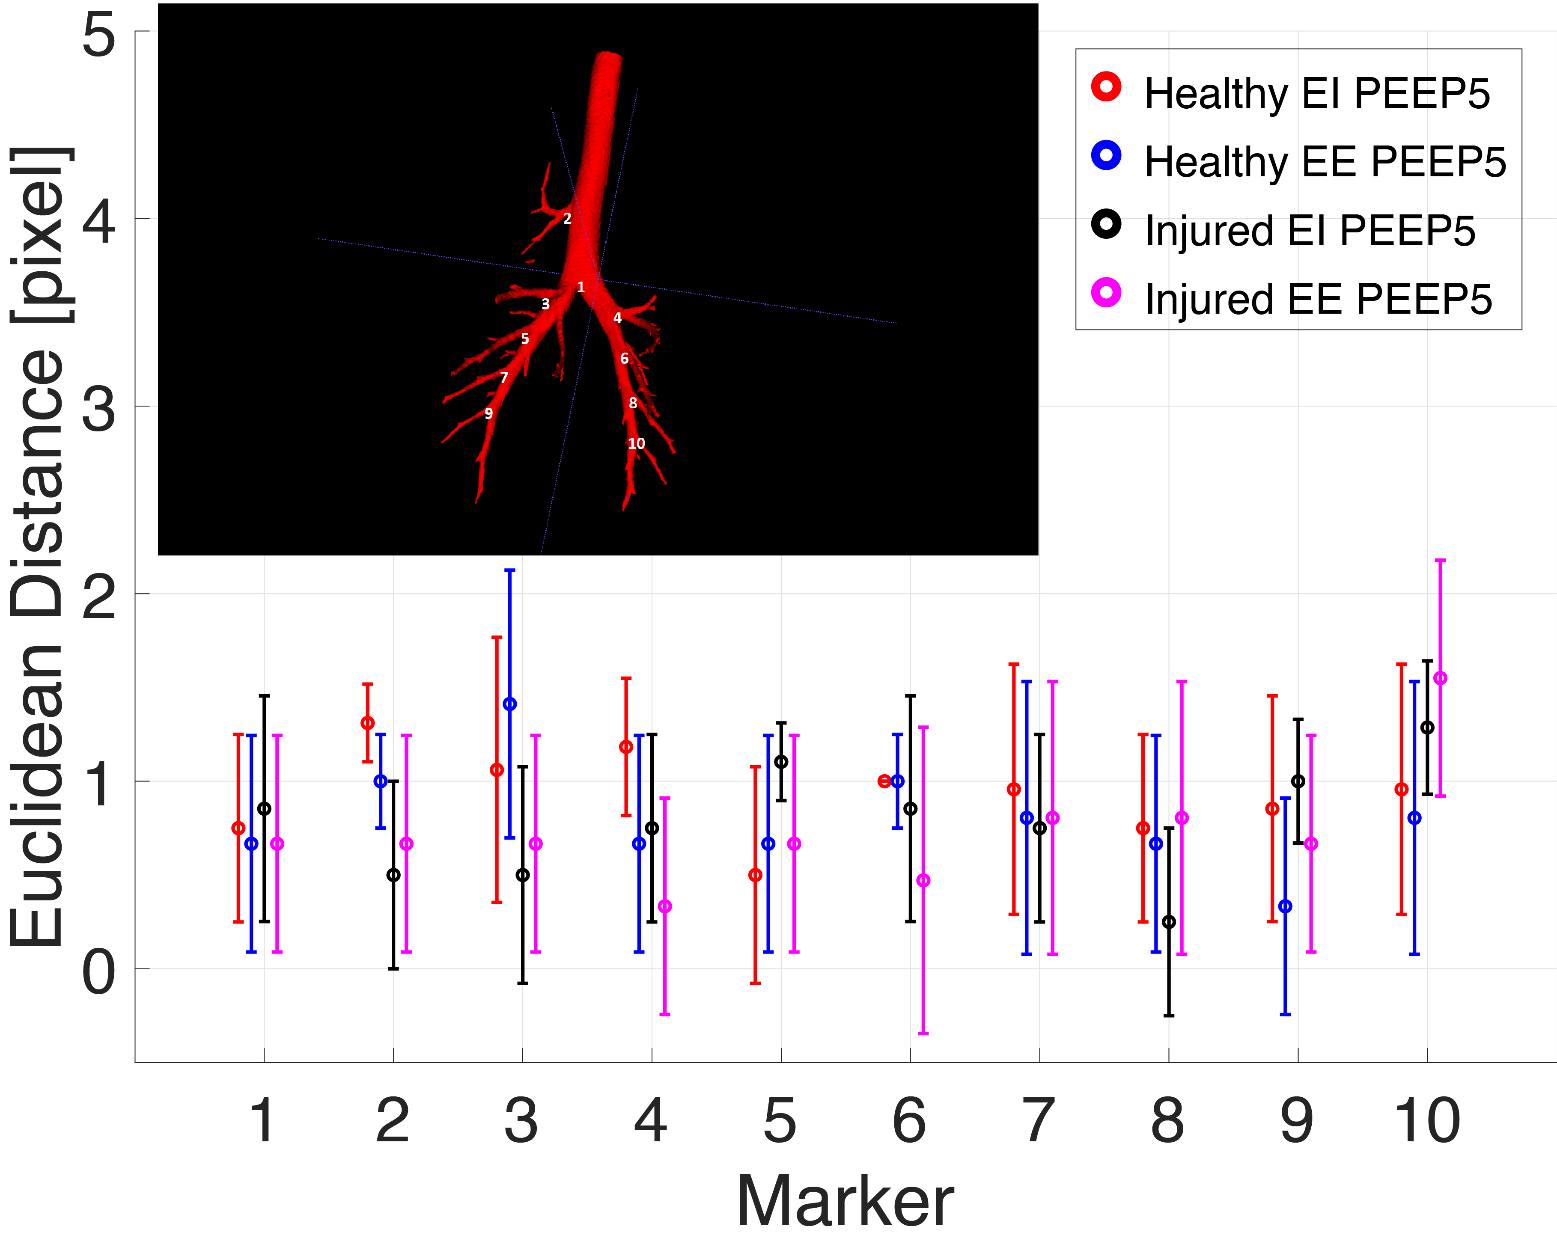 Euclidean Distance [pixel]
5
4
3
2
1
0
2
1
3
4
5
6
7
8
9
10
Healthy EI PEEP5
Healthy EE PEEP5
Injured EI PEEP5
Injured EE PEEP5
1 2 3 4 5 6 7 8 9 10
Marker